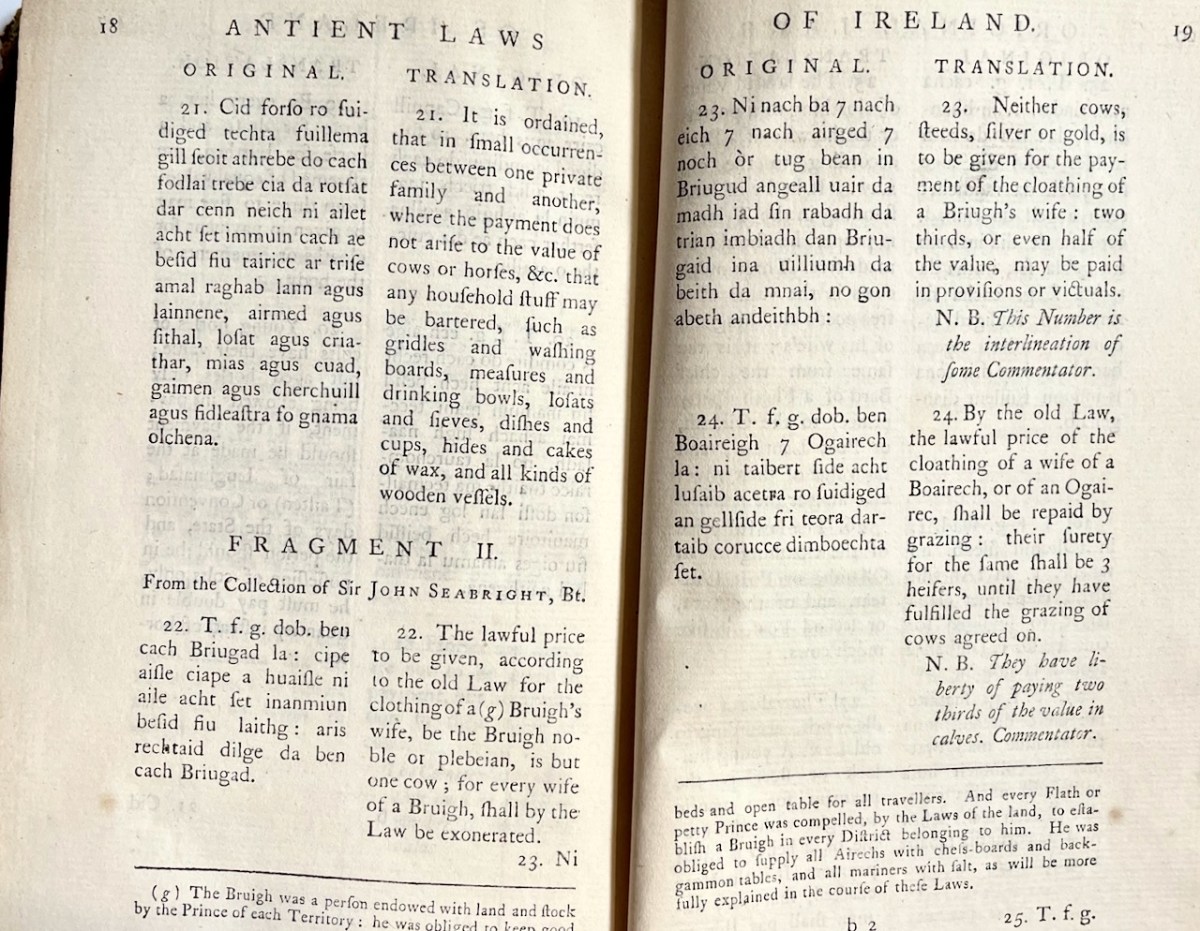 18
ANTIENT LAWS
ORIGINAL.
21. Cid forſo ro ſui-
diged techta fuillema
gill ſeoit athrebe do cach
fodlai trebe cia da rotſat
dar cenn neich ni ailet
acht ſet immuin cach ae
beſid fiu tairicc ar triſe
amal raghab lann agus
lainnene, airmed agus
ſithal, loſat agus cria-
thar, mias agus cuad,
gaimen agus cherchuill
agus fidleaſtra fo gnama
olchena.
TRANSLATION.
21. It is ordained,
that in ſmall occurren-
ces between one private
family and another,
where the payment does
not ariſe to the value of
cows or horſes, &c. that
any houſehold ſtuff may
be bartered, ſuch as
gridles and waſhing
boards, meaſures and
drinking bowls, loſats
and ſieves, diſhes and
cups, hides and cakes
of wax, and all kinds of
wooden veſſels.
FRAGMENT II.
From the Collection of Sir JOHN SEABRIGHT, Bt.
22. T. f. g. dob. ben
cach Briugad la: cipe
aiſle ciape a huaiſle ni
aile acht ſet inanmiun
beſid fiu laithg: aris
rechtaid dilge da ben
cach Briugad.
22. The lawful price
to be given, according
to the old Law for the
clothing of a (g) Bruigh's
wife, be the Bruigh no-
ble or plebeian, is but
one cow; for every wife
of a Bruigh, ſhall by the
Law be exonerated.
23. Ni
(g) The Bruigh was a perſon endowed with land and ſtock
by the Prince of each Territory: he was obliged to keep good
OF IRELAND.
19
ORIGINAL.
23. Ni nach ba 7 nach
eich 7 nach airged 7
noch òr tug bean in
Briugud angeall uair da
madh iad ſin rabadh da
trian imbiadh dan Briu-
gaid ina uilliumh da
beith da mnai, no gon
abeth andeithbh:
24. T. f. g. dob. ben
Boaireigh 7 Ogairech
la: ni taibert ſide acht
luſaib acetra ro ſuidiged
an gellſide fri teora dar-
taib corucce dimboechta
ſet.
TRANSLATION.
23. Neither cows,
ſteeds, ſilver or gold, is
to be given for the pay-
ment of the cloathing of
a Briugh's wife: two
thirds, or even half of
the value, may be paid
in proviſions or victuals.
N. B. This Number is
the interlineation of
ſome Commentator.
24. By the old Law,
the lawful price of the
cloathing of a wife of a
Boairech, or of an Ogai-
rec, ſhall be repaid by
grazing: their ſurety
for the ſame ſhall be 3
heifers, until they have
fulfilled the grazing of
cows agreed on.
N. B. They have li-
berty of paying two
thirds of the value in
calves. Commentator.
beds and open table for all travellers. And every Flath or
petty Prince was compelled, by the Laws of the land, to eſta-
bliſh a Bruigh in every Diſtrict belonging to him. He was
obliged to ſupply all Airechs with cheſs-boards and back-
gammon tables, and all mariners with ſalt, as will be more
fully explained in the courſe of theſe Laws.
b 2
25. T. f. g.